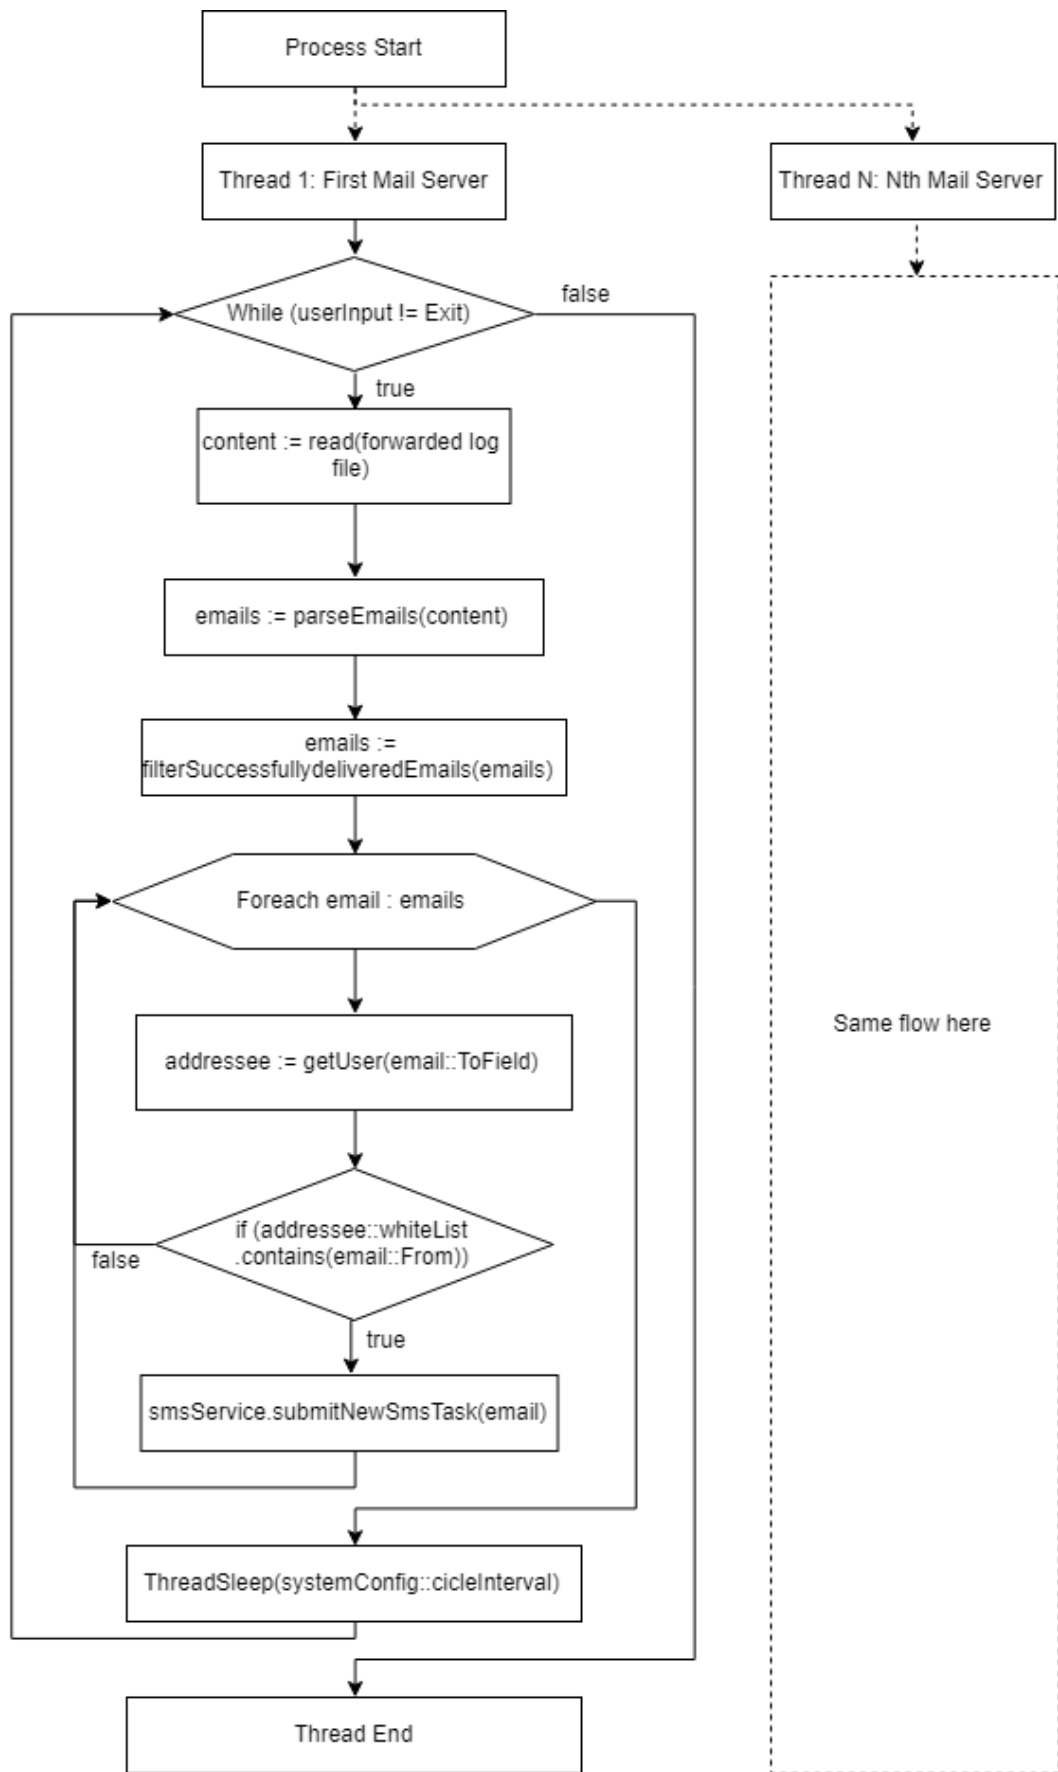 Process Start
Thread 1: First Mail Server
Thread N: Nth Mail Server
While (userInput != Exit)
false
true
content := read(forwarded log
file)
emails := parseEmails(content)
emails :=
filterSuccessfullydeliveredEmails(emails)
Foreach email : emails
addressee := getUser(email::ToField)
Same flow here
if (addressee::whiteList
.contains(email::From))
false
true
smsService.submitNewSmsTask(email)
ThreadSleep(systemConfig::cicleInterval)
Thread End